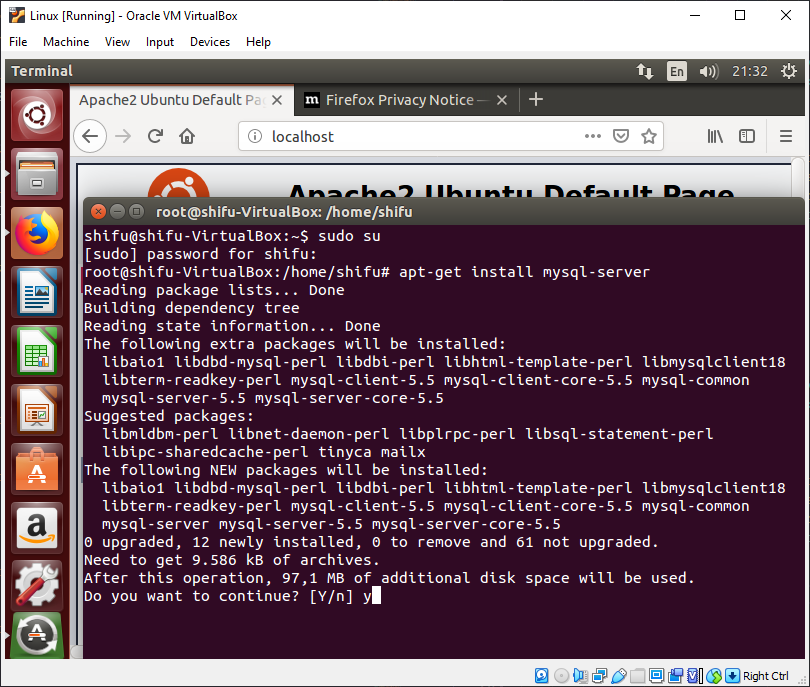 Linux [Running] - Oracle VM VirtualBox
File Machine View Input Devices Help
Terminal En 21:32
Apache2 Ubuntu Default Pa
m Firefox Privacy Notice —
localhost
Apache2 Ubuntu Default Page
root@shifu-VirtualBox: /home/shifu
shifu@shifu-VirtualBox:~$ sudo su
[sudo] password for shifu:
root@shifu-VirtualBox:/home/shifu# apt-get install mysql-server
Reading package lists... Done
Building dependency tree
Reading state information... Done
The following extra packages will be installed:
libaio1 libdbd-mysql-perl libdbi-perl libhtml-template-perl libmysqlclient18
libterm-readkey-perl mysql-client-5.5 mysql-client-core-5.5 mysql-common
mysql-server-5.5 mysql-server-core-5.5
Suggested packages:
libmldbm-perl libnet-daemon-perl libplrpc-perl libsql-statement-perl
libipc-sharedcache-perl tinyca mailx
The following NEW packages will be installed:
libaio1 libdbd-mysql-perl libdbi-perl libhtml-template-perl libmysqlclient18
libterm-readkey-perl mysql-client-5.5 mysql-client-core-5.5 mysql-common
mysql-server mysql-server-5.5 mysql-server-core-5.5
0 upgraded, 12 newly installed, 0 to remove and 61 not upgraded.
Need to get 9.586 kB of archives.
After this operation, 97,1 MB of additional disk space will be used.
Do you want to continue? [Y/n] y
Right Ctrl